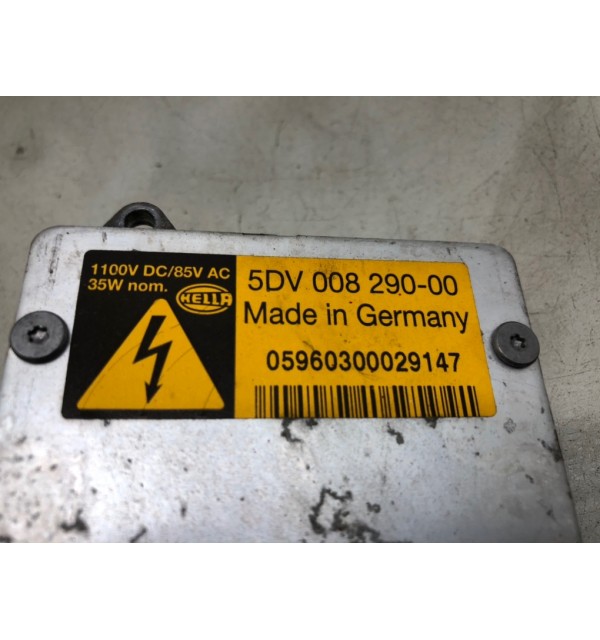 1100V DC/85V AC
35W nom.
HELLA
5DV 008 290-00
Made in Germany
05960300029147